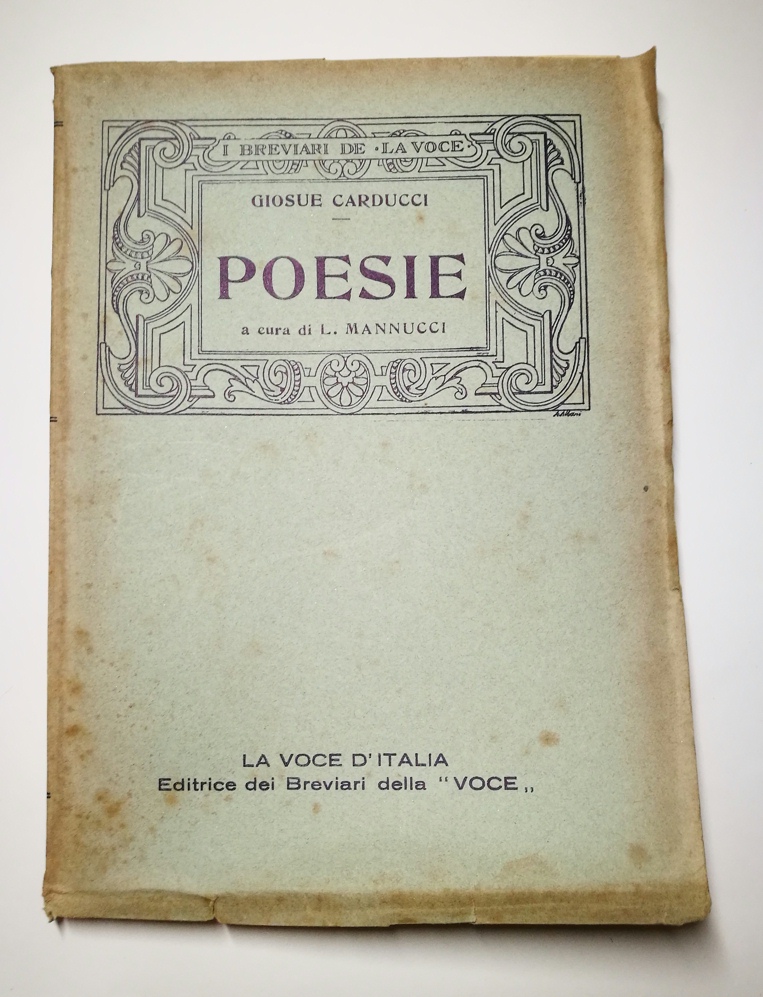 I BREVIARI DE · LA VOCE ·
GIOSUE CARDUCCI
POESIE
a cura di L. MANNUCCI
LA VOCE D'ITALIA
Editrice dei Breviari della “VOCE„